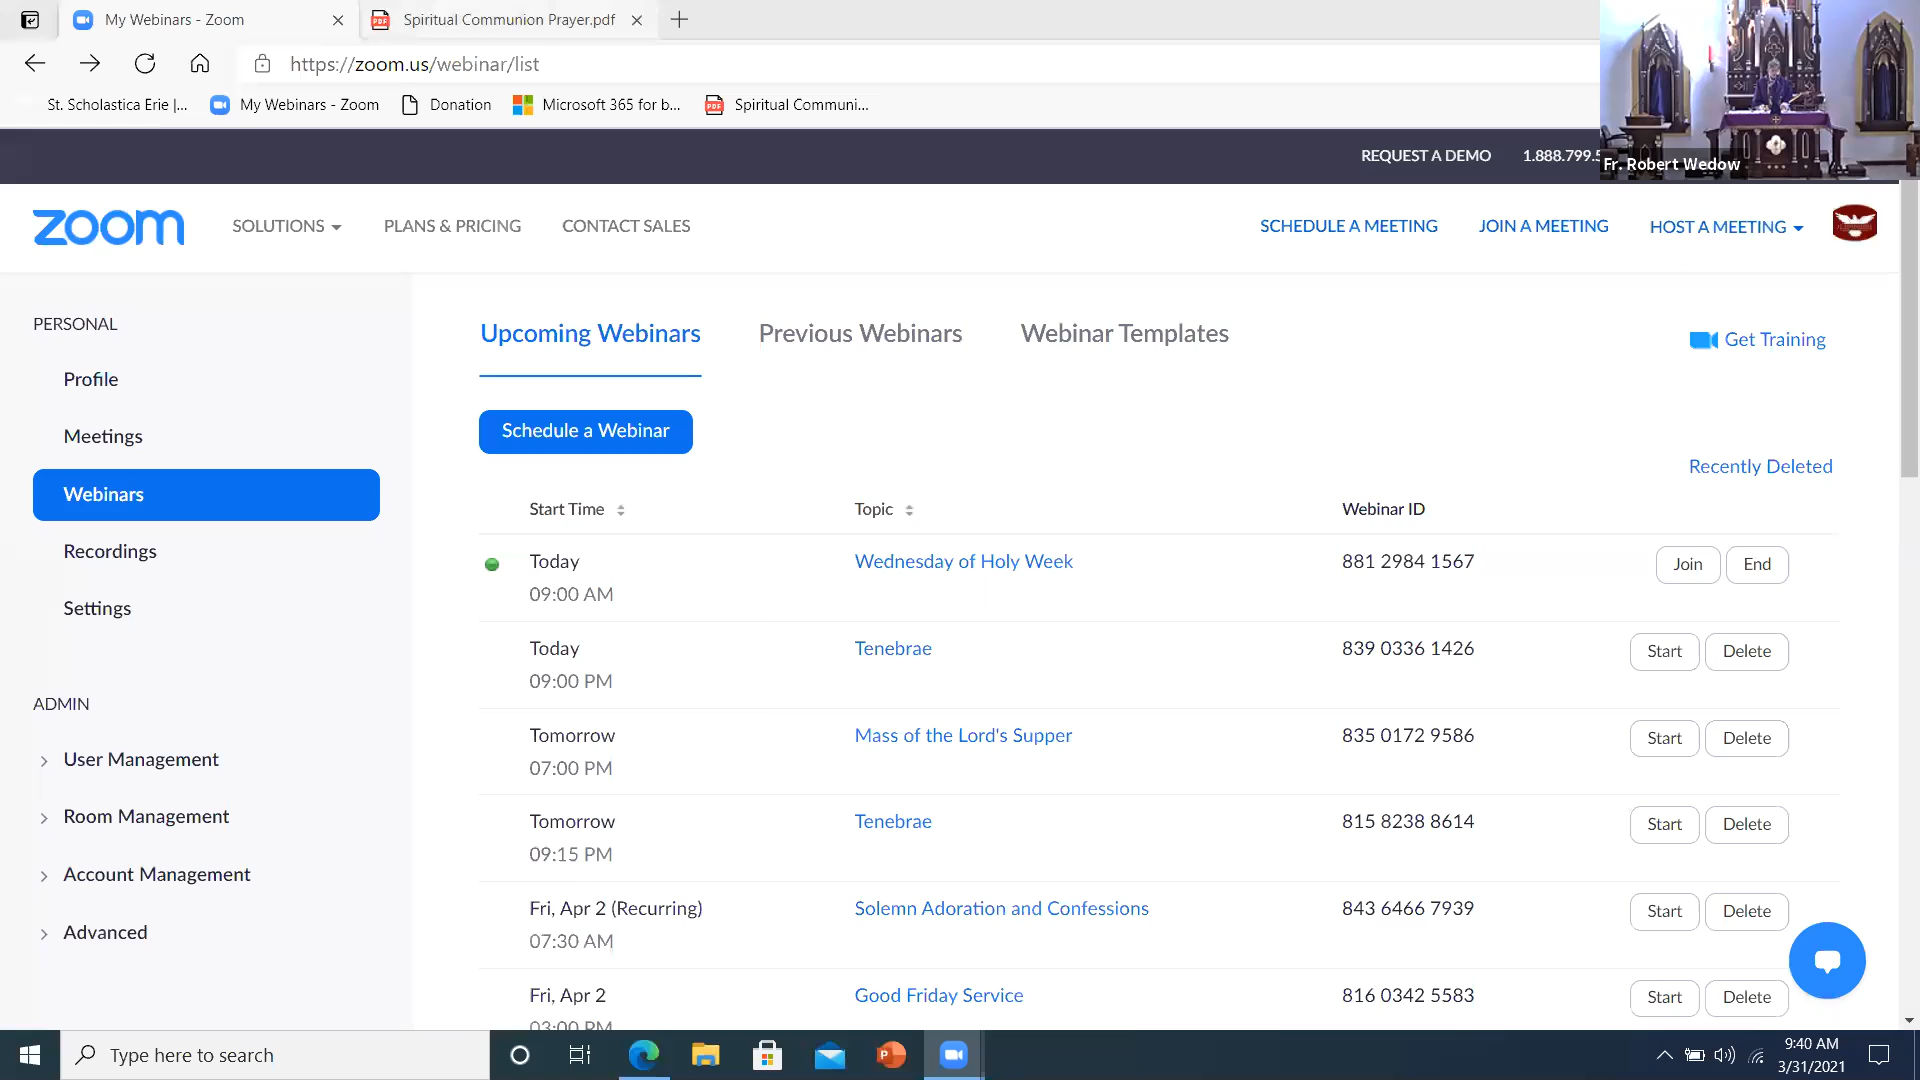 My Webinars - Zoom
Spiritual Communion Prayer.pdf
https://zoom.us/webinar/list
St. Scholastica Erie |...
My Webinars - Zoom
Donation
Microsoft 365 for b...
Spiritual Communi...
REQUEST A DEMO
1.888.799.5
Fr. Robert Wedow
zoom
SOLUTIONS
PLANS & PRICING
CONTACT SALES
SCHEDULE A MEETING
JOIN A MEETING
HOST A MEETING
PERSONAL
Profile
Meetings
Webinars
Recordings
Settings
ADMIN
User Management
Room Management
Account Management
Advanced
Upcoming Webinars
Previous Webinars
Webinar Templates
Get Training
Schedule a Webinar
Recently Deleted
Start Time Topic Webinar ID
Today Wednesday of Holy Week 881 2984 1567 Join End
09:00 AM
Today Tenebrae 839 0336 1426 Start Delete
09:00 PM
Tomorrow Mass of the Lord's Supper 835 0172 9586 Start Delete
07:00 PM
Tomorrow Tenebrae 815 8238 8614 Start Delete
09:15 PM
Fri, Apr 2 (Recurring) Solemn Adoration and Confessions 843 6466 7939 Start Delete
07:30 AM
Fri, Apr 2 Good Friday Service 816 0342 5583 Start Delete
03:00 PM
Type here to search
9:40 AM
3/31/2021